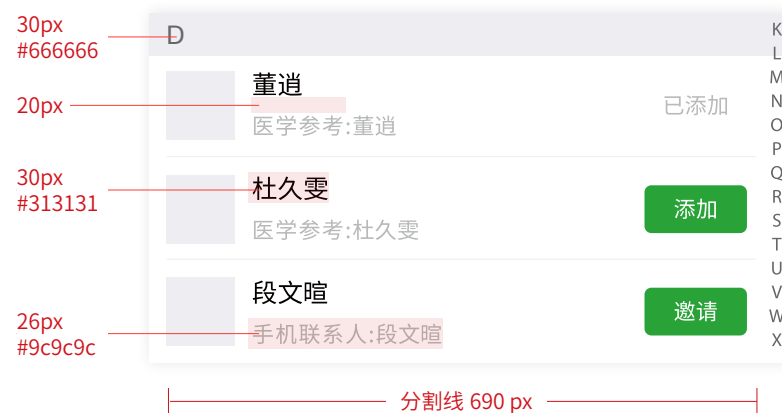 30px
#666666
D
20px
董逍
医学参考:董逍
已添加
30px
#313131
杜久雯
医学参考:杜久雯
添加
26px
#9c9c9c
段文暄
手机联系人:段文暄
邀请
K
L
M
N
O
P
Q
R
S
T
U
V
W
X
分割线 690 px